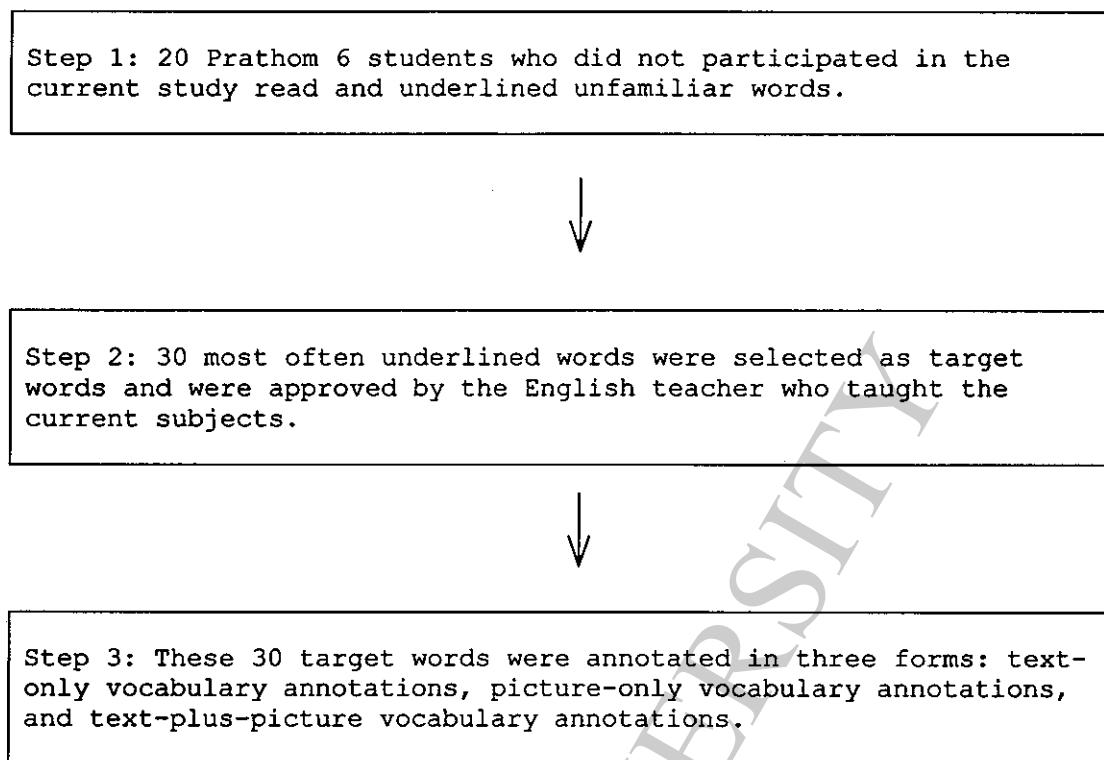 Step 1: 20 Prathom 6 students who did not participated in the
current study read and underlined unfamiliar words.
Step 2: 30 most often underlined words were selected as target
words and were approved by the English teacher who taught the
current subjects.
Step 3: These 30 target words were annotated in three forms: text-
only vocabulary annotations, picture-only vocabulary annotations,
and text-plus-picture vocabulary annotations.
ERSITY